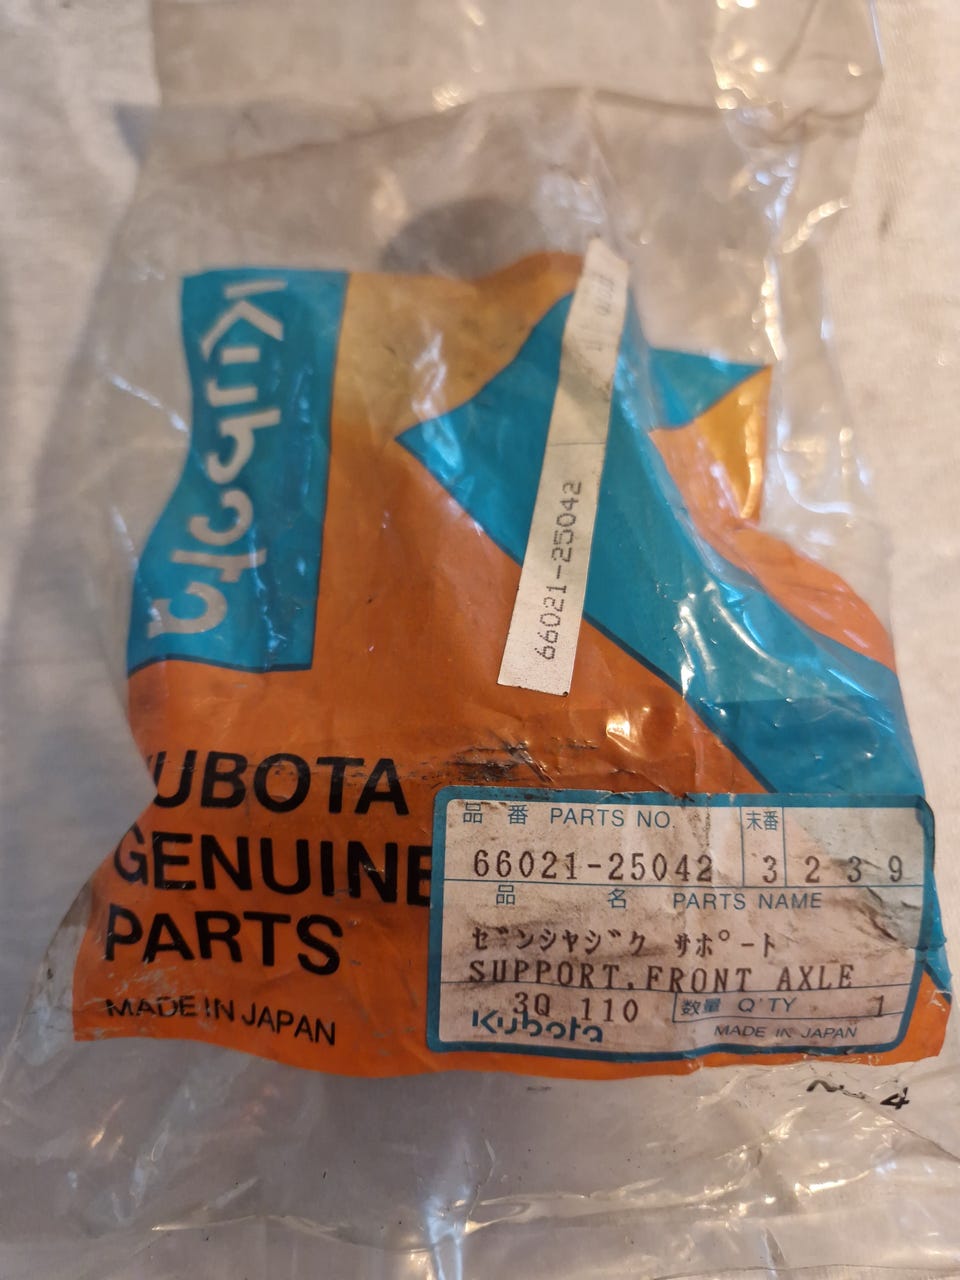 Kubota
66021-25042
KUBOTA
GENUINE
PARTS
MADE IN JAPAN
品番 PARTS NO. 末番
66021-25042 3 2 3 9
品名 PARTS NAME
ゼンシヤジク サポート
SUPPORT,FRONT AXLE
3Q 110 数量 Q'TY 1
Kubota MADE IN JAPAN